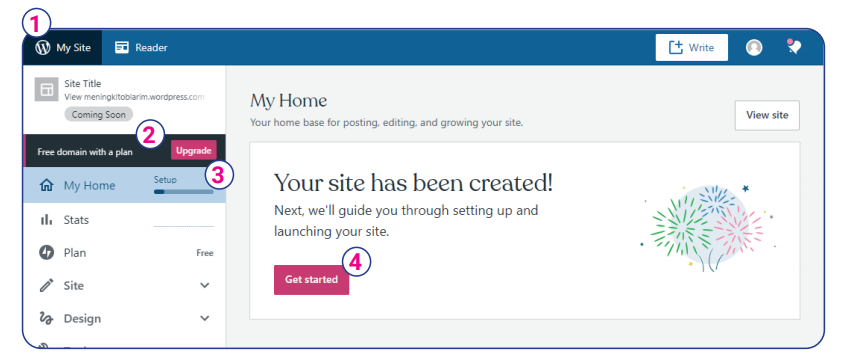 1
My Site
Reader
Write
Site Title
View meningkitoblarim.wordpress.com
Coming Soon
2
Free domain with a plan
Upgrade
3
My Home
Setup
Stats
Plan
Free
Site
Design
My Home
Your home base for posting, editing, and growing your site.
View site
Your site has been created!
Next, we'll guide you through setting up and
launching your site.
4
Get started